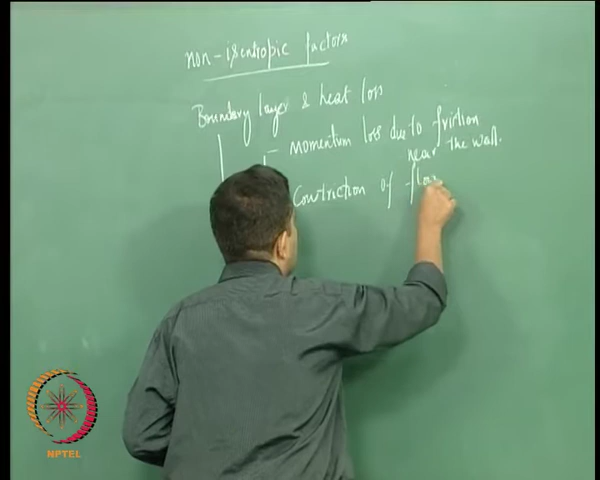 non-isentropic factors
Boundary layer & heat loss
- momentum loss due to friction
near the wall.
Constriction of flow
NPTEL